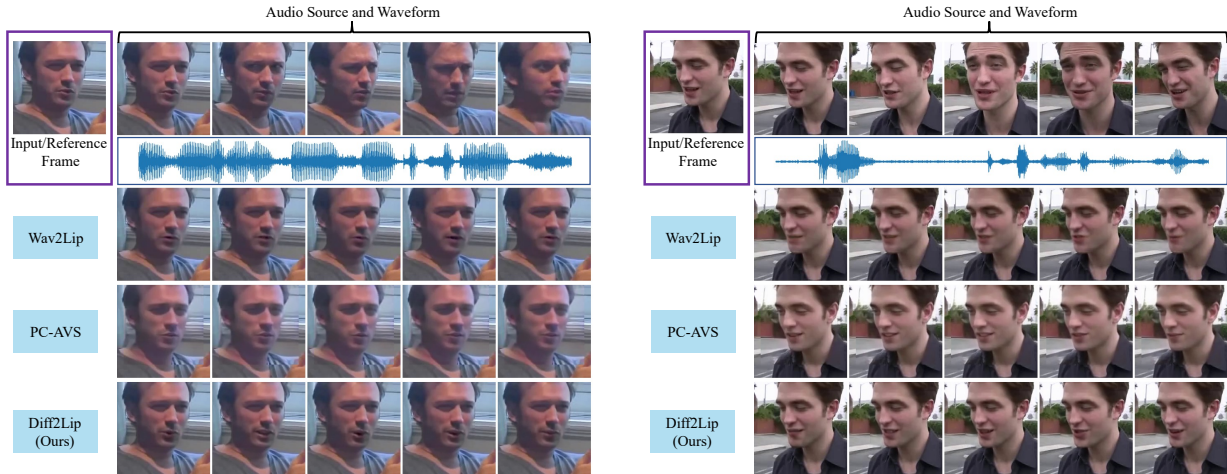 Audio Source and Waveform
Input/Reference
Frame
Wav2Lip
PC-AVS
Diff2Lip
(Ours)
Audio Source and Waveform
Input/Reference
Frame
Wav2Lip
PC-AVS
Diff2Lip
(Ours)